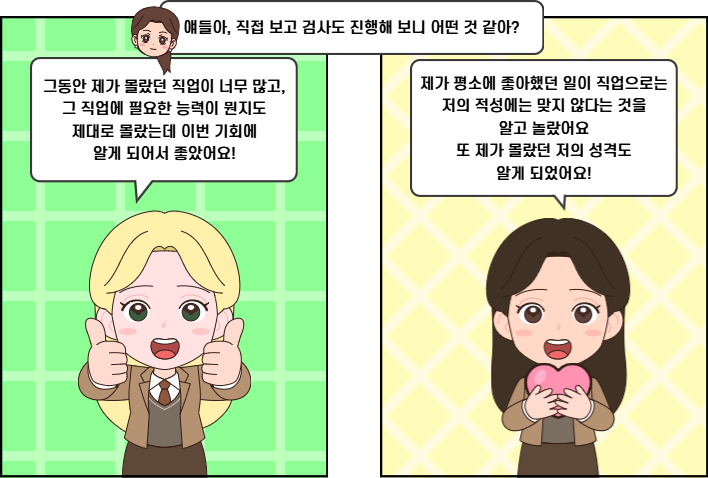 얘들아, 직접 보고 검사도 진행해 보니 어떤 것 같아?
그동안 제가 몰랐던 직업이 너무 많고,
그 직업에 필요한 능력이 뭔지도
제대로 몰랐는데 이번 기회에
알게 되어서 좋았어요!
제가 평소에 좋아했던 일이 직업으로는
저의 적성에는 맞지 않다는 것을
알고 놀랐어요
또 제가 몰랐던 저의 성격도
알게 되었어요!